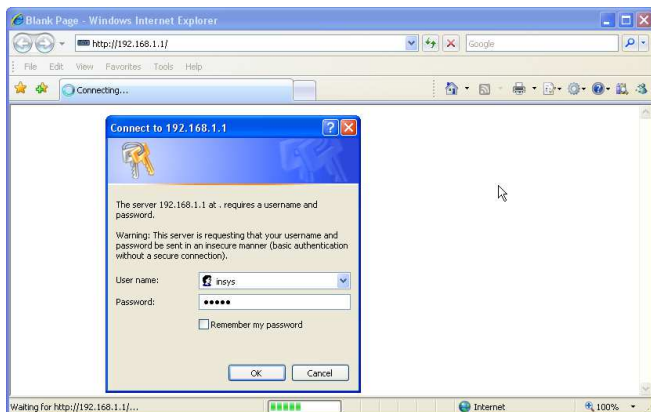 Blank Page - Windows Internet Explorer
http://192.168.1.1/
Google
File Edit View Favorites Tools Help
Connecting...
Connect to 192.168.1.1
The server 192.168.1.1 at . requires a username and
password.
Warning: This server is requesting that your username and
password be sent in an insecure manner (basic authentication
without a secure connection).
User name:
insys
Password:
•••••
Remember my password
OK
Cancel
Waiting for http://192.168.1.1/...
Internet
100%